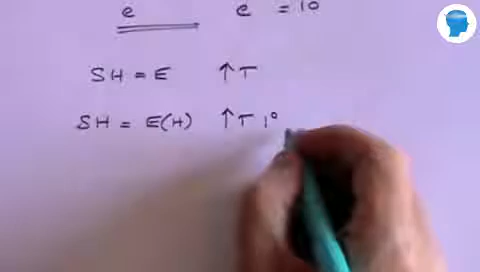 e e = 10
SH = E ↑ T
SH = E(H) ↑ T 1°